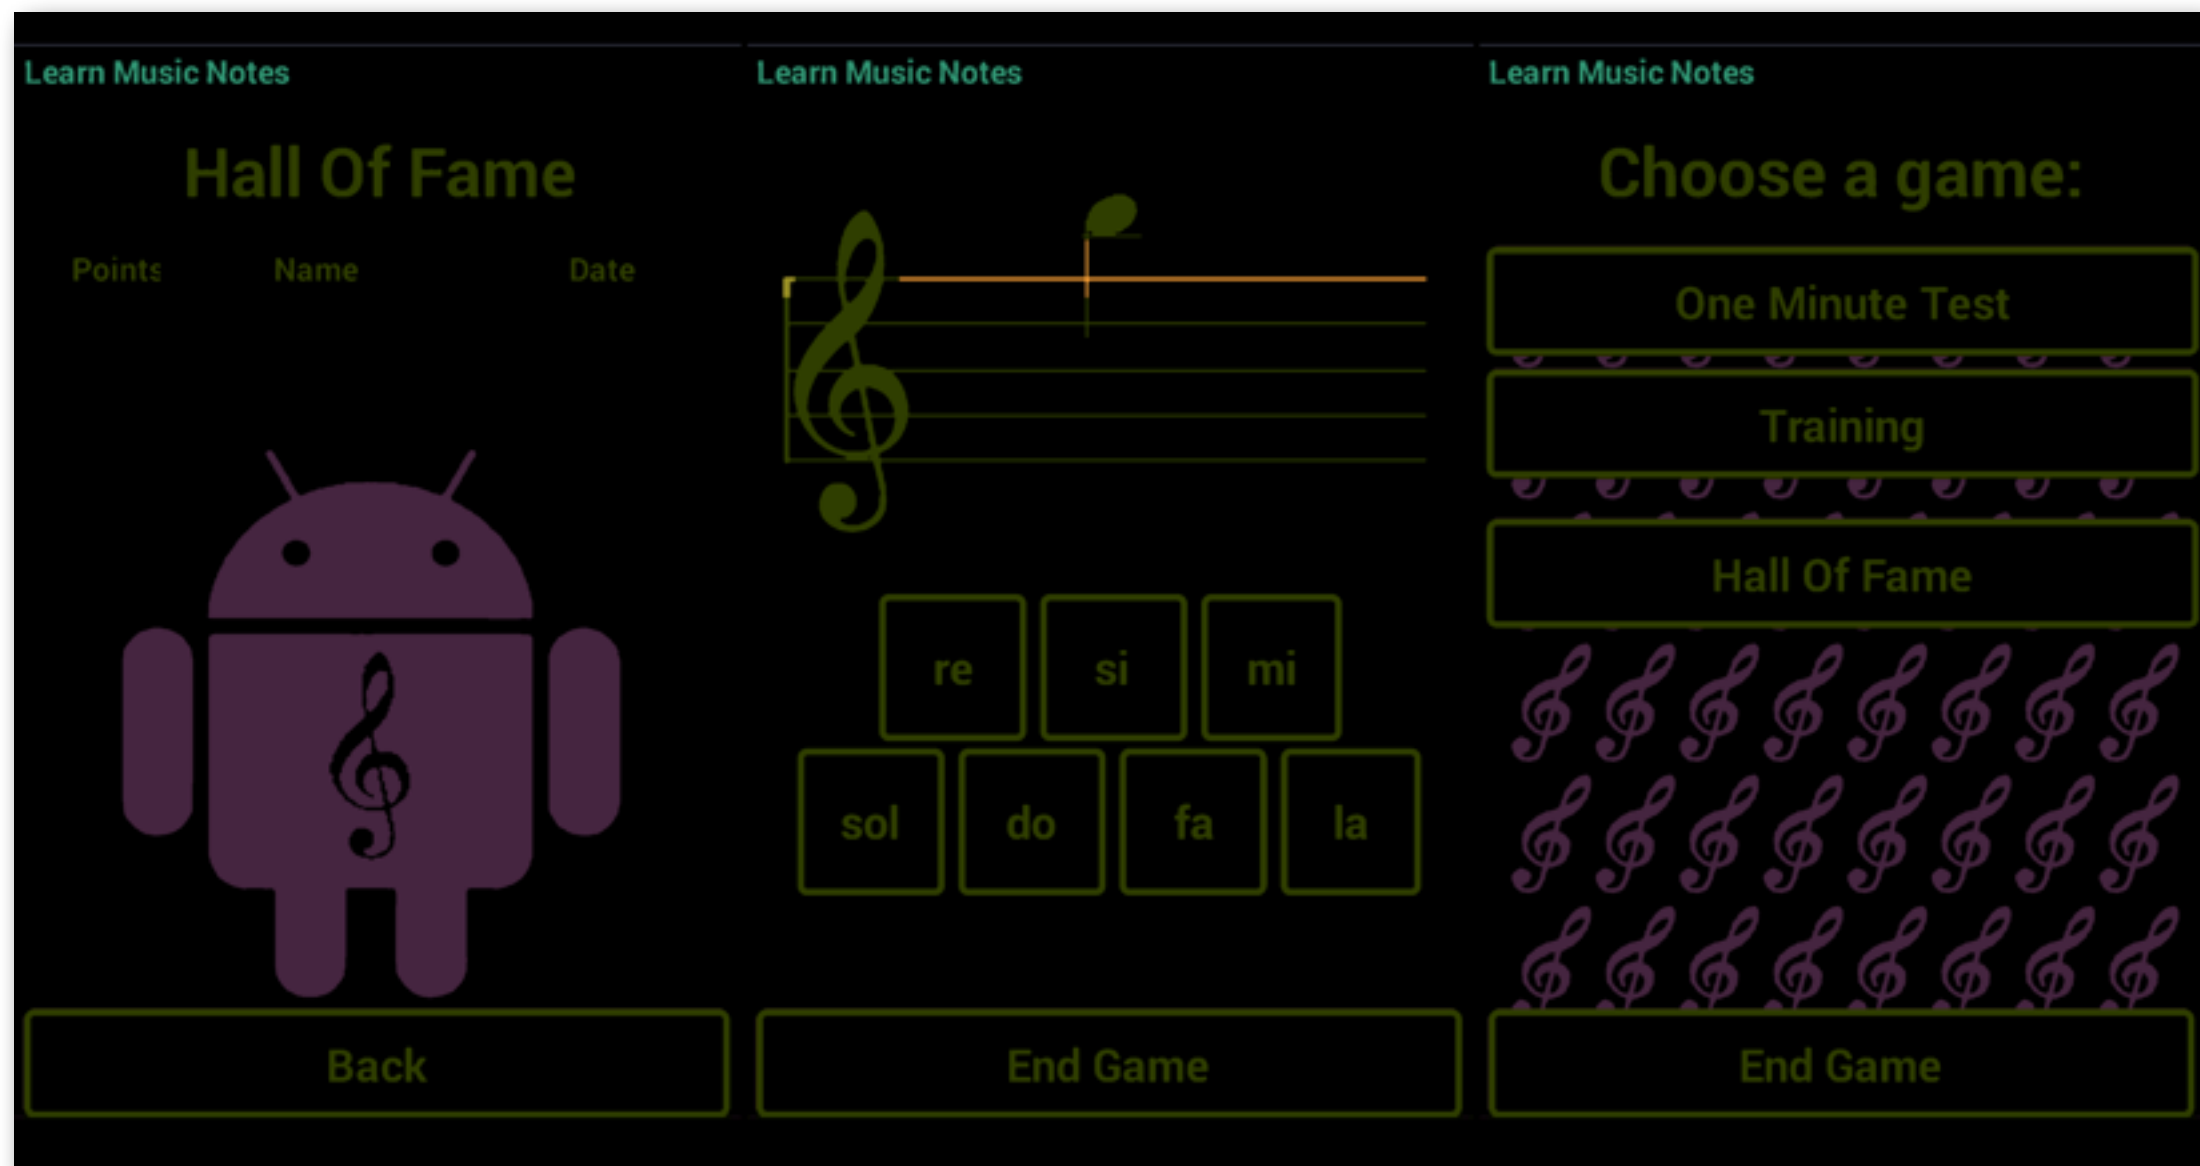 Learn Music Notes
Hall Of Fame
Points Name Date
Back
Learn Music Notes
re si mi
sol do fa la
End Game
Learn Music Notes
Choose a game:
One Minute Test
Training
Hall Of Fame
End Game